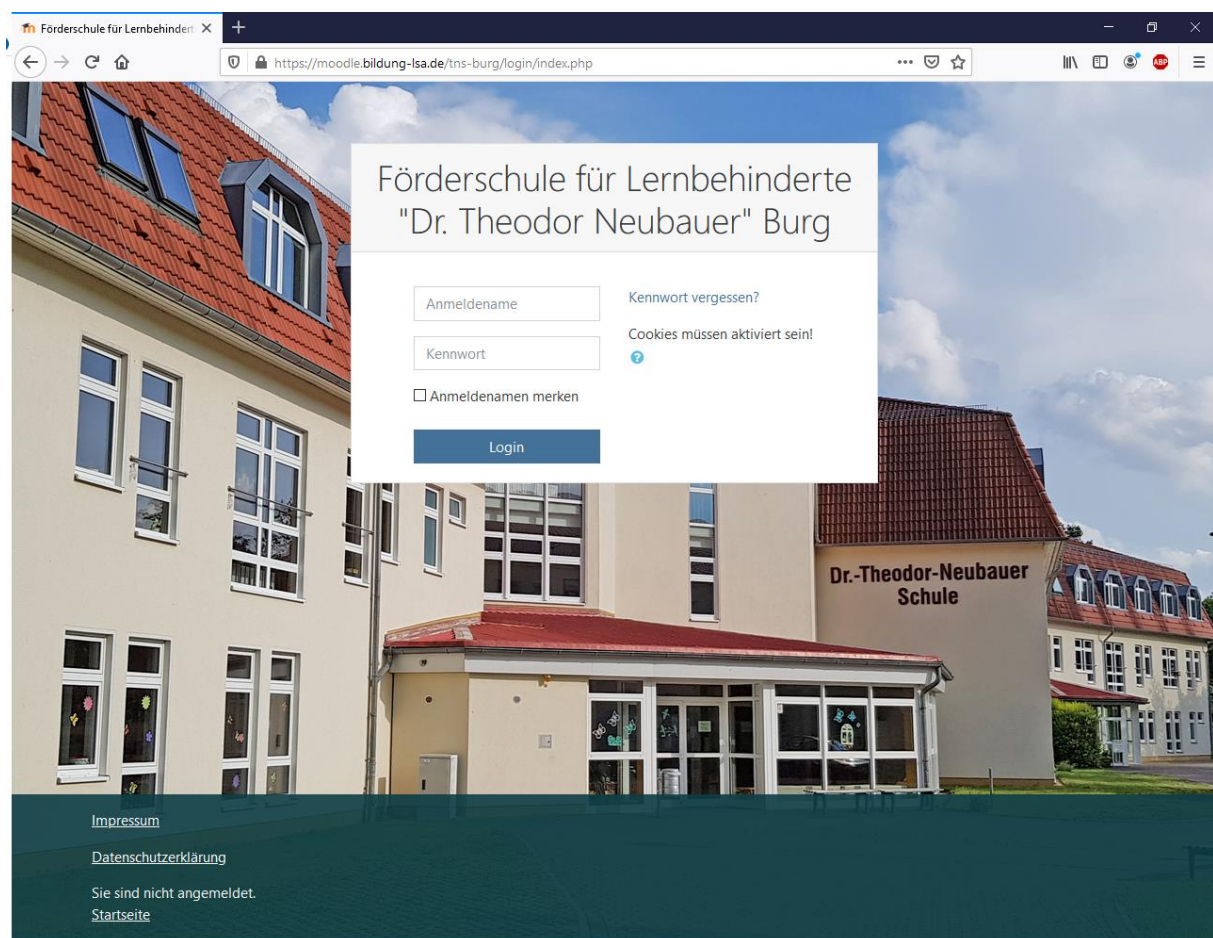 Förderschule für Lernbehindert
https://moodle.bildung-lsa.de/tns-burg/login/index.php
ABP
Förderschule für Lernbehinderte
"Dr. Theodor Neubauer" Burg
Anmeldename
Kennwort vergessen?
Kennwort
Cookies müssen aktiviert sein!
?
Anmeldenamen merken
Login
Dr.-Theodor-Neubauer
Schule
Impressum
Datenschutzerklärung
Sie sind nicht angemeldet.
Startseite